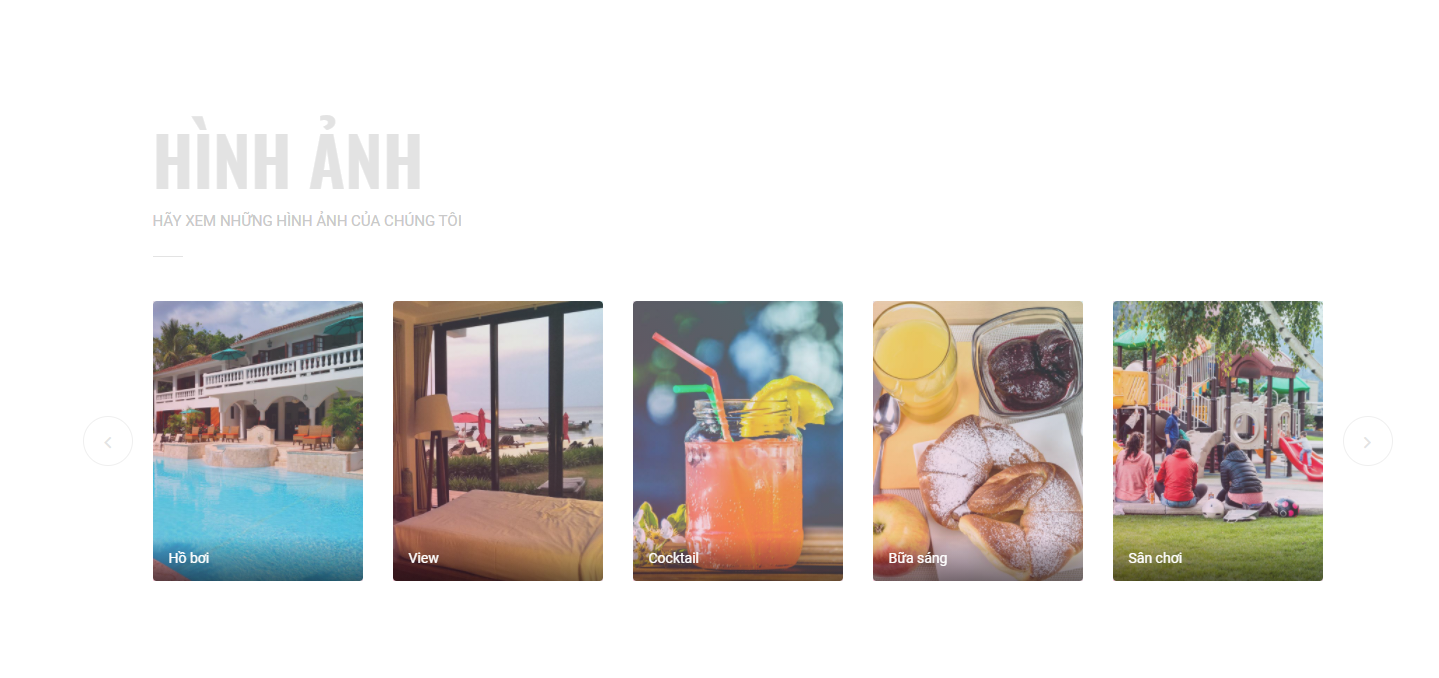 HÌNH ẢNH
HÃY XEM NHỮNG HÌNH ẢNH CỦA CHÚNG TÔI
Hồ bơi
View
Cocktail
Bữa sáng
Sân chơi